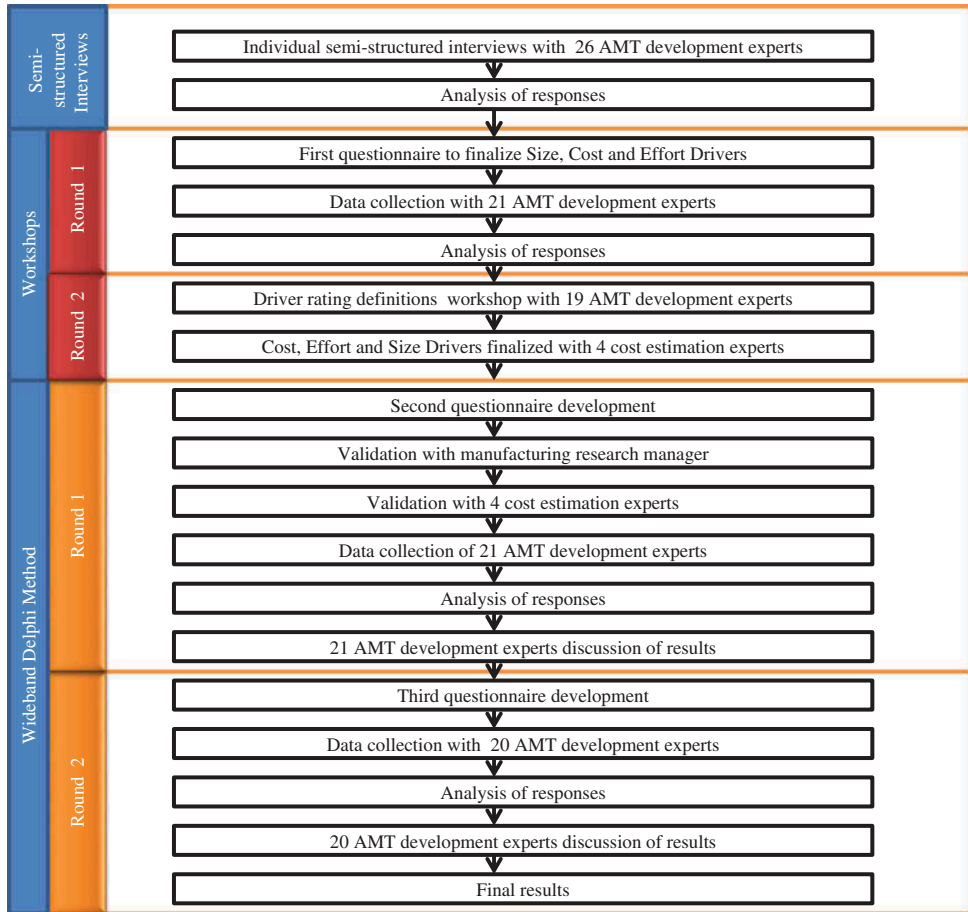 Semi-
structured
Interviews
Individual semi-structured interviews with 26 AMT development experts
Analysis of responses
Workshops
Round 1
First questionnaire to finalize Size, Cost and Effort Drivers
Data collection with 21 AMT development experts
Analysis of responses
Round 2
Driver rating definitions workshop with 19 AMT development experts
Cost, Effort and Size Drivers finalized with 4 cost estimation experts
Wideband Delphi Method
Round 1
Second questionnaire development
Validation with manufacturing research manager
Validation with 4 cost estimation experts
Data collection of 21 AMT development experts
Analysis of responses
21 AMT development experts discussion of results
Round 2
Third questionnaire development
Data collection with 20 AMT development experts
Analysis of responses
20 AMT development experts discussion of results
Final results